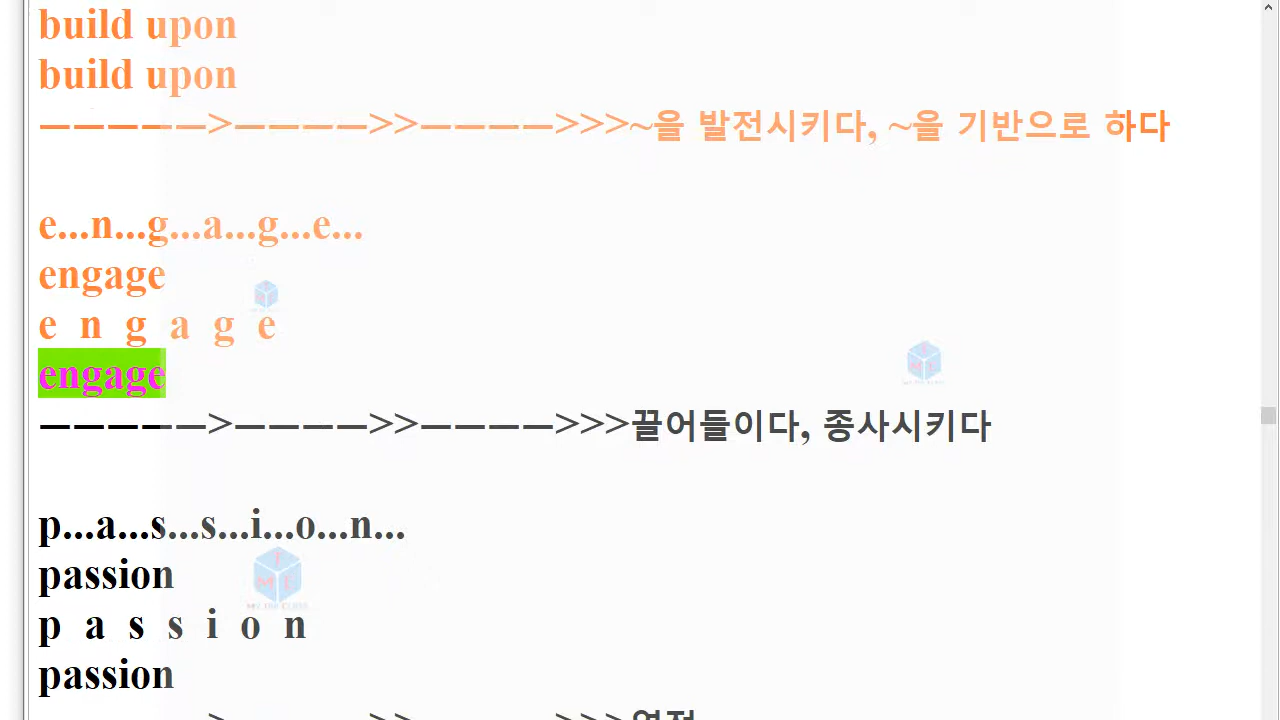 build upon
build upon
——————>————>>————>>>~을 발전시키다, ~을 기반으로 하다
e...n...g...a...g...e...
engage
e n g a g e
engage
——————>————>>————>>>끌어들이다, 종사시키다
p...a...s...s...i...o...n...
passion
p a s s i o n
passion